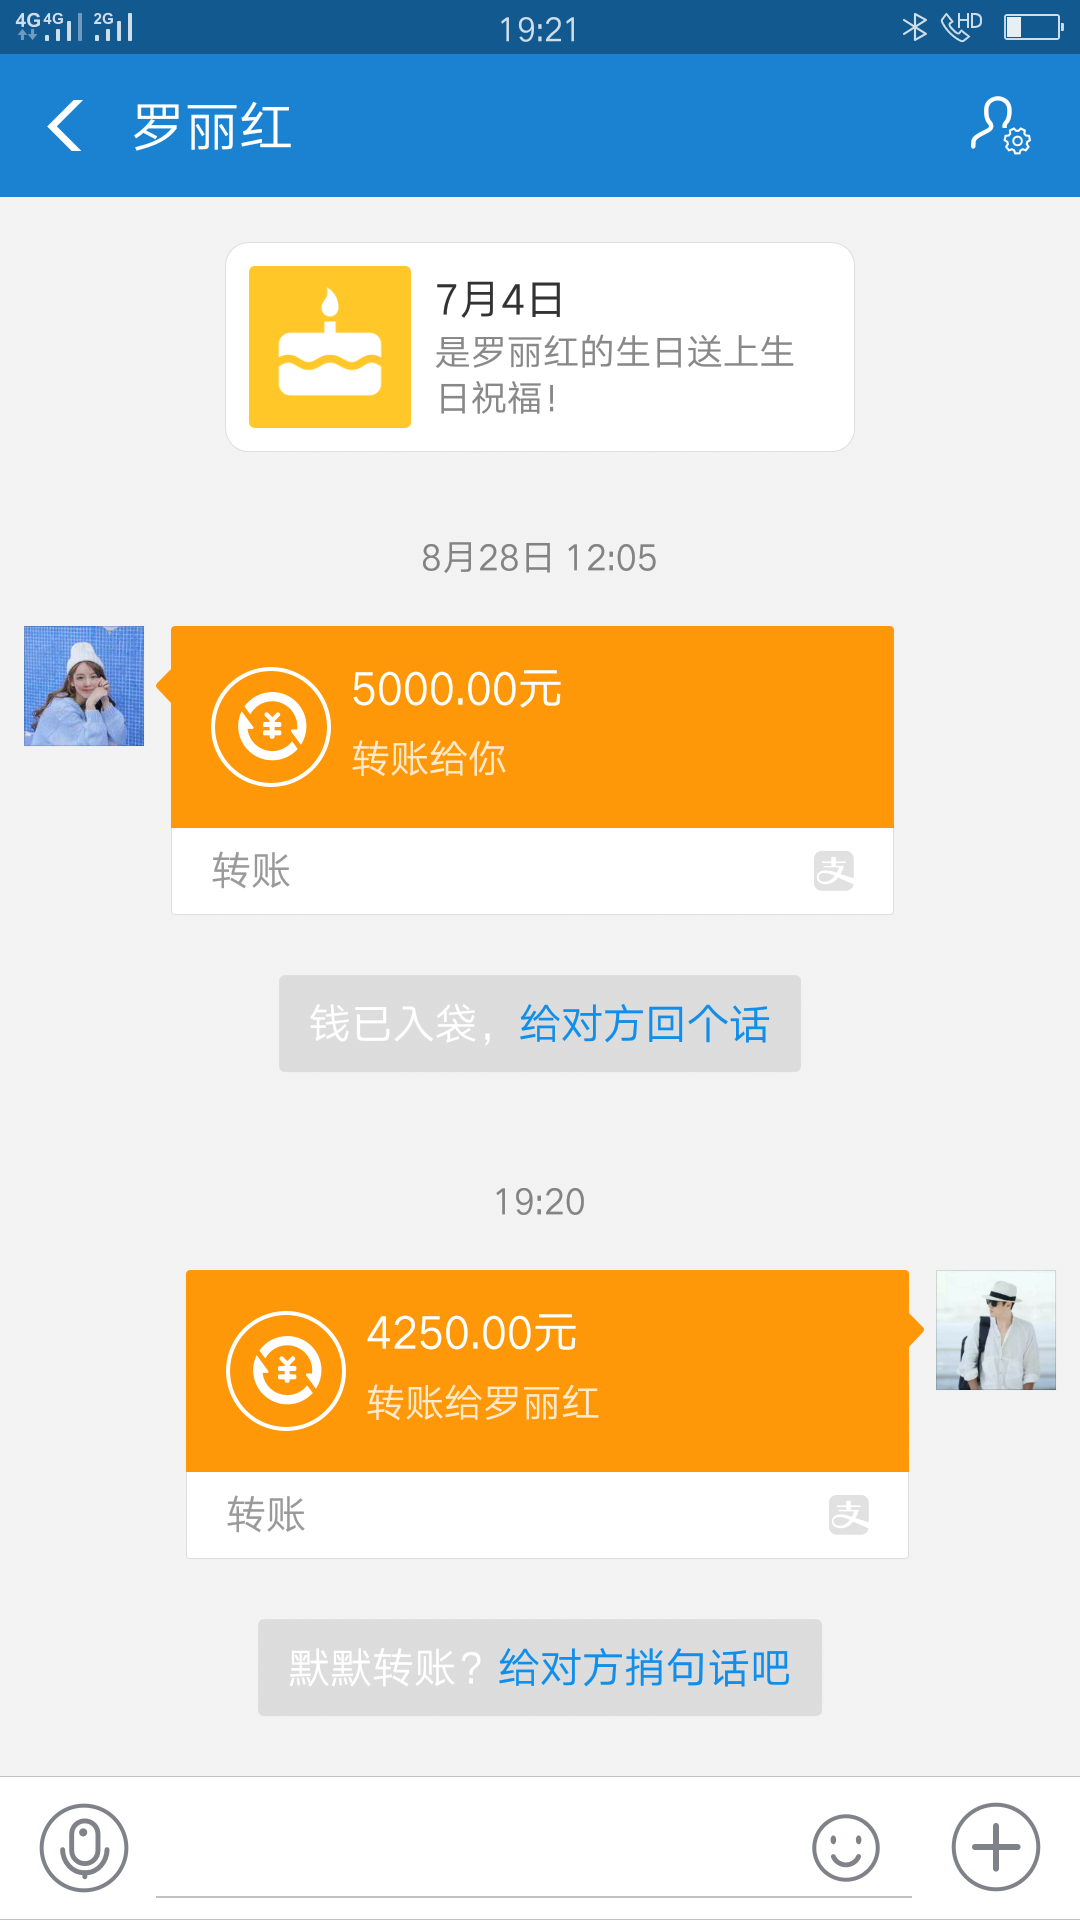 4G 4G 2G 19:21 HD
罗丽红
7月4日
是罗丽红的生日送上生
日祝福!
8月28日 12:05
5000.00元
转账给你
转账 支
钱已入袋，给对方回个话
19:20
4250.00元
转账给罗丽红
转账 支
默默转账？给对方捎句话吧